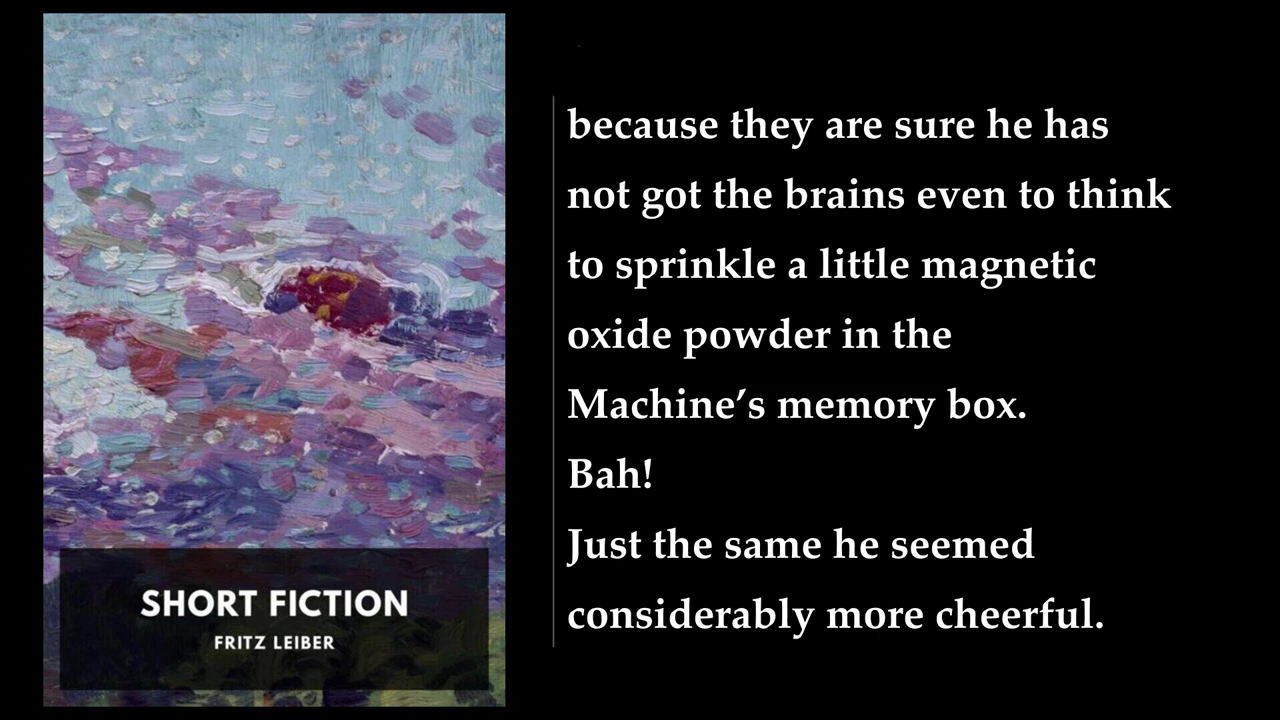 SHORT FICTION
FRITZ LEIBER
because they are sure he has
not got the brains even to think
to sprinkle a little magnetic
oxide powder in the
Machine’s memory box.
Bah!
Just the same he seemed
considerably more cheerful.